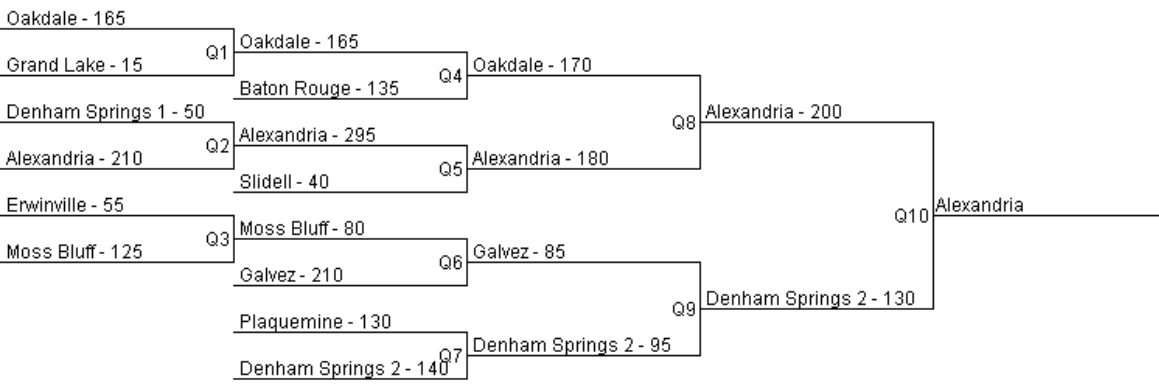 Oakdale - 165
Grand Lake - 15
Q1
Denham Springs 1 - 50
Alexandria - 210
Q2
Erwinville - 55
Moss Bluff - 125
Q3
Oakdale - 165
Baton Rouge - 135
Q4
Alexandria - 295
Slidell - 40
Q5
Moss Bluff - 80
Galvez - 210
Q6
Plaquemine - 130
Denham Springs 2 - 140
Q7
Oakdale - 170
Alexandria - 180
Q8
Galvez - 85
Denham Springs 2 - 95
Q9
Alexandria - 200
Denham Springs 2 - 130
Q10
Alexandria